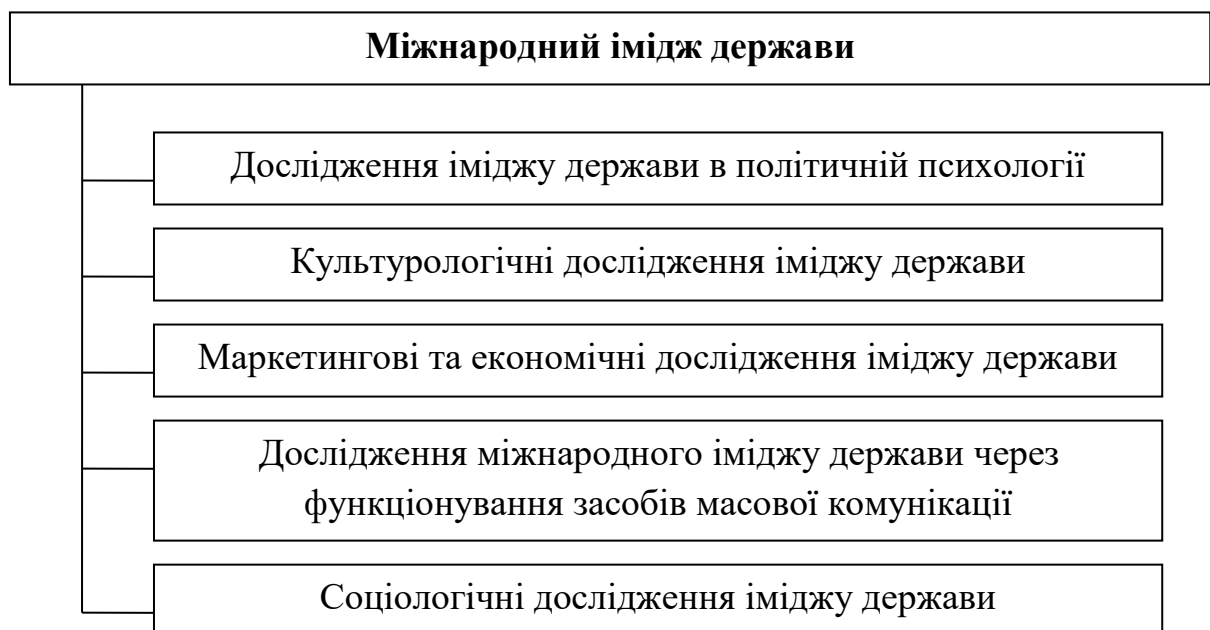 Міжнародний імідж держави
Дослідження іміджу держави в політичній психології
Культурологічні дослідження іміджу держави
Маркетингові та економічні дослідження іміджу держави
Дослідження міжнародного іміджу держави через
функціонування засобів масової комунікації
Соціологічні дослідження іміджу держави